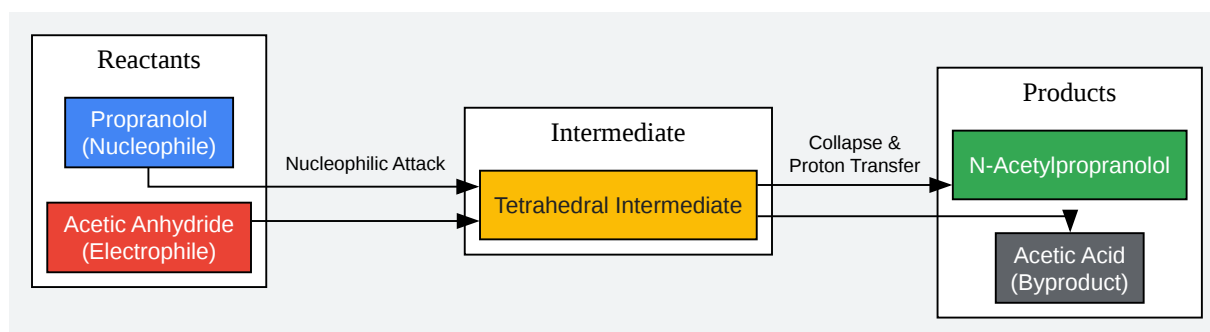 Reactants
Propranolol
(Nucleophile)
Acetic Anhydride
(Electrophile)
Nucleophilic Attack
Intermediate
Tetrahedral Intermediate
Collapse &
Proton Transfer
Products
N-Acetylpropranolol
Acetic Acid
(Byproduct)